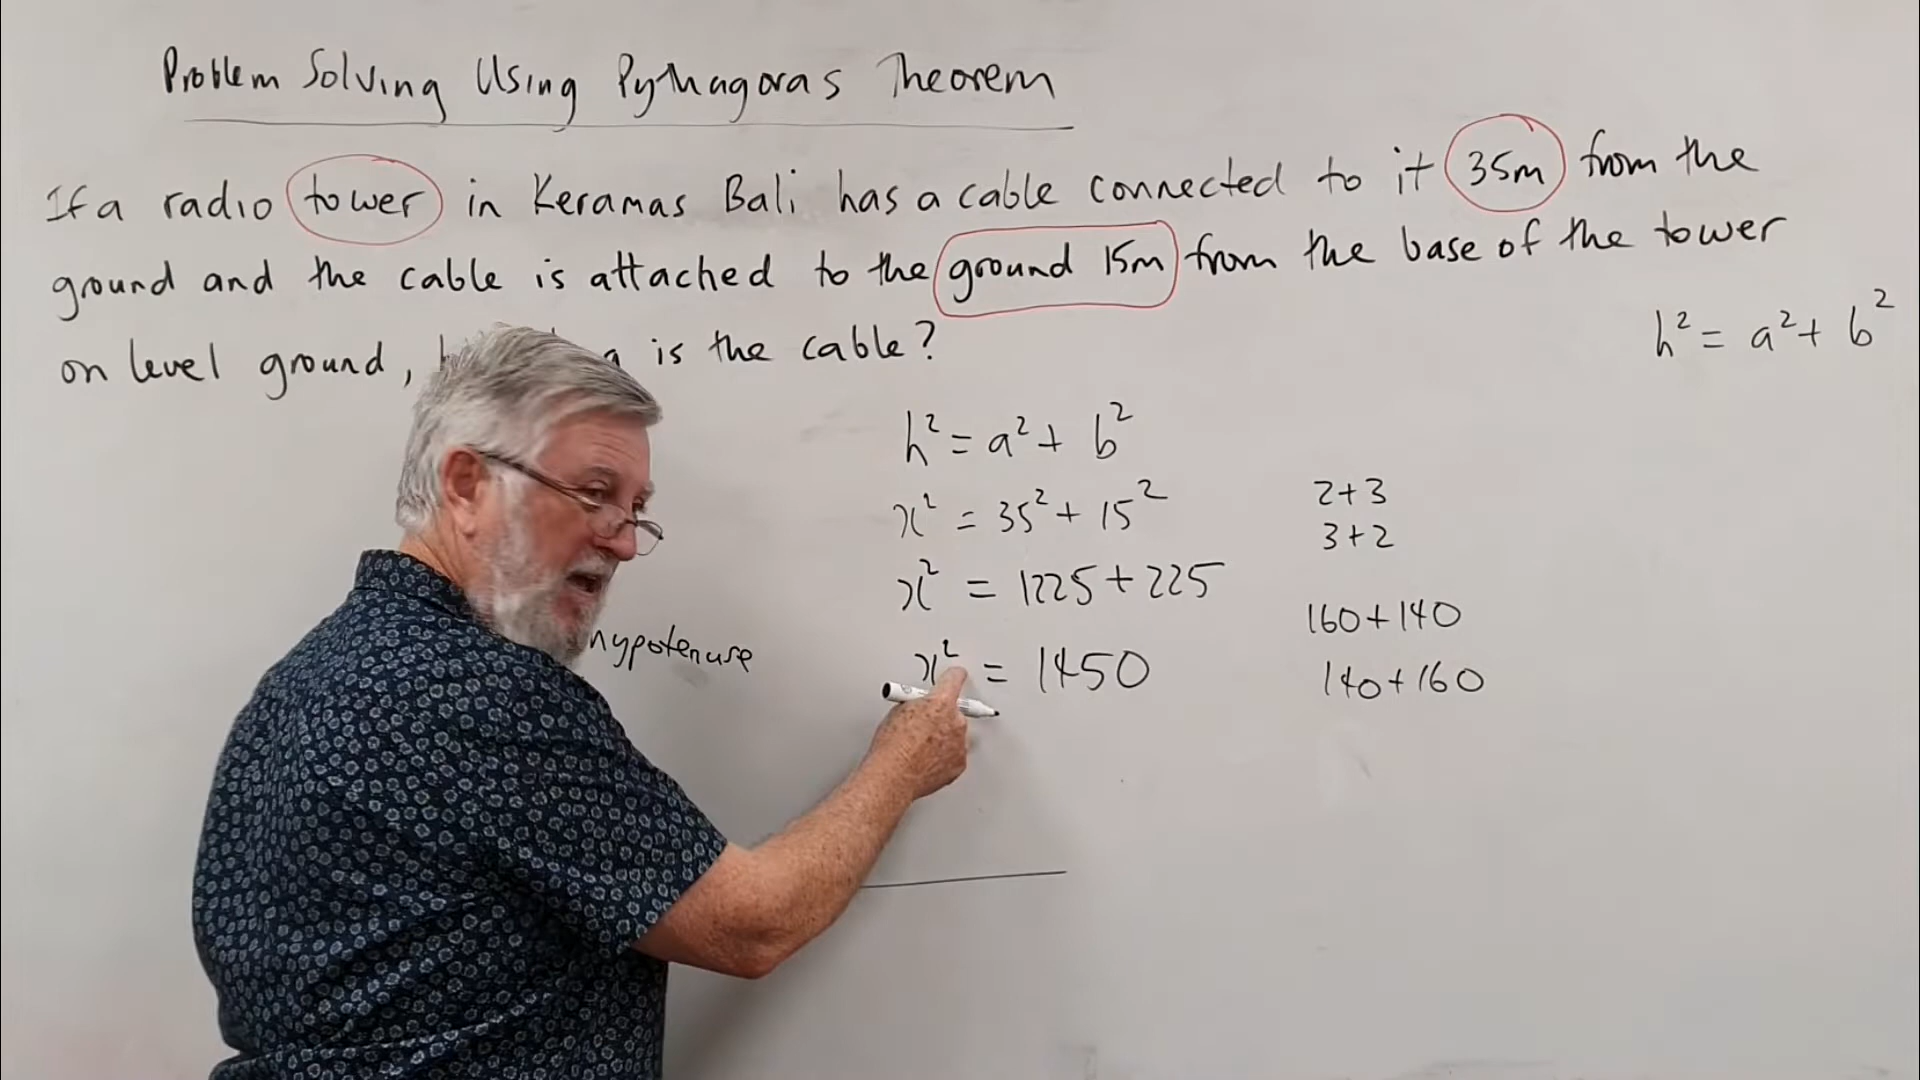 Problem Solving Using Pythagoras Theorem
If a radio tower in Keramas Bali has a cable connected to it 35m from the
ground and the cable is attached to the ground 15m from the base of the tower
on level ground, is the cable?
h² = a² + b²
h² = a² + b²
x² = 35² + 15²
x² = 1225 + 225
x² = 1450
2+3
3+2
160+140
140+160
hypotenuse